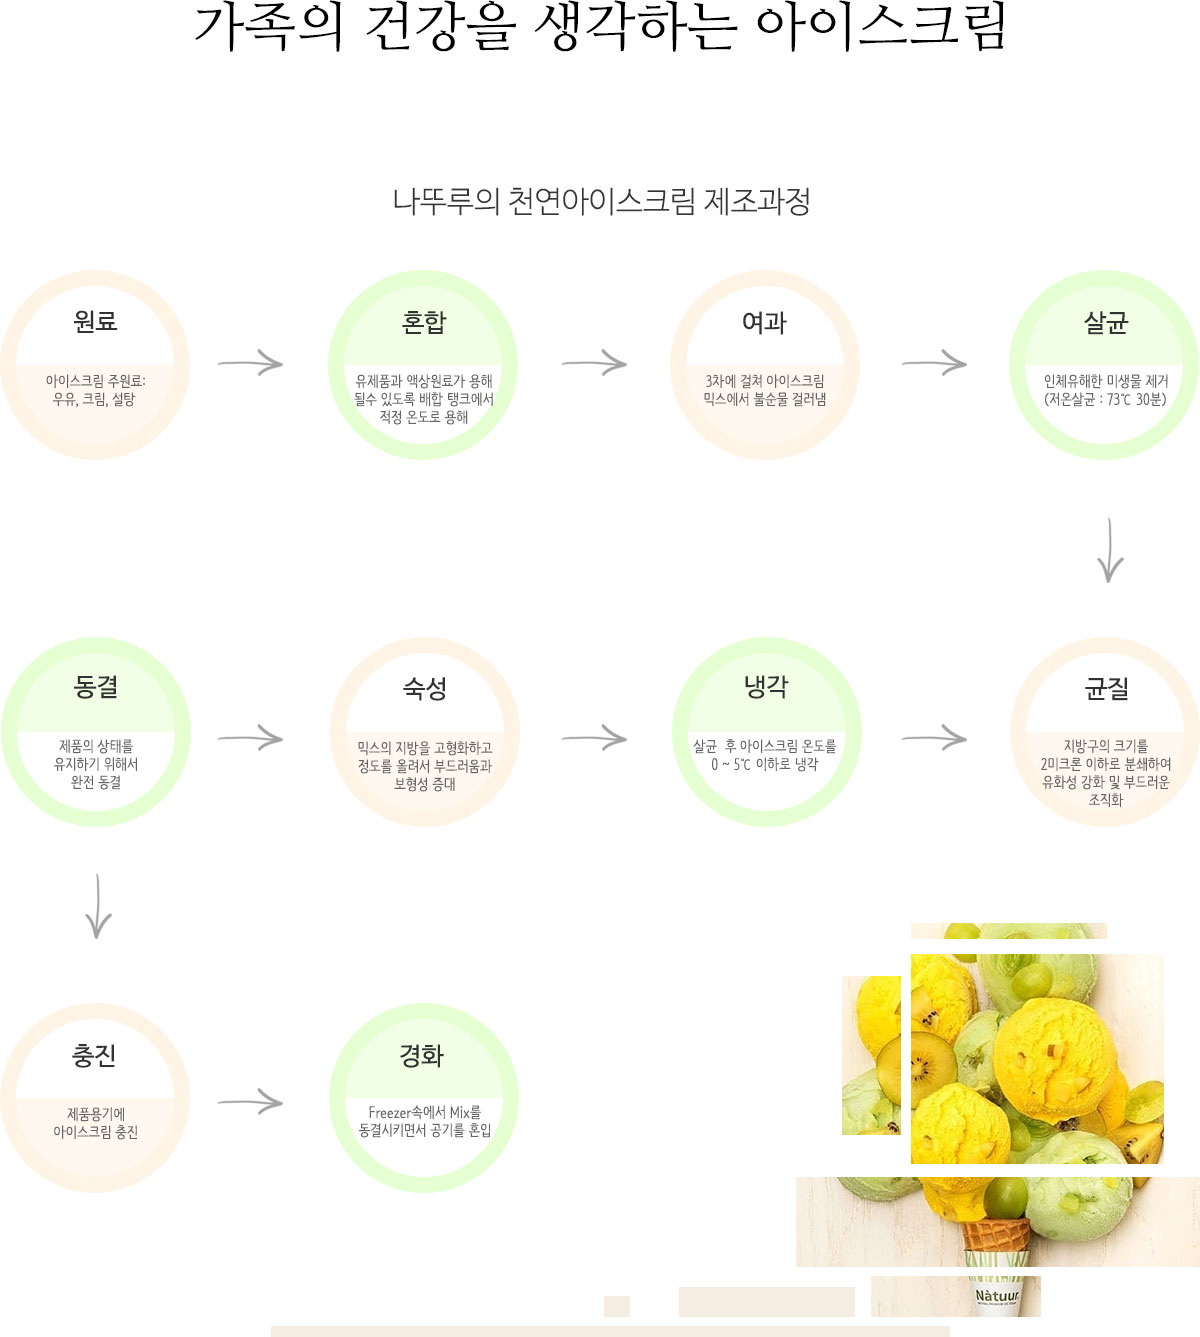 가족의 건강을 생각하는 아이스크림
나뚜루의 천연아이스크림 제조과정
원료
아이스크림 주원료:
우유, 크림, 설탕
혼합
유제품과 액상원료가 용해
될수 있도록 배합 탱크에서
적정 온도로 용해
여과
3차에 걸쳐 아이스크림
믹스에서 불순물 걸러냄
살균
인체유해한 미생물 제거
(저온살균 : 73℃ 30분)
동결
제품의 상태를
유지하기 위해서
완전 동결
숙성
믹스의 지방을 고형화하고
정도를 올려서 부드러움과
보형성 증대
냉각
살균 후 아이스크림 온도를
0 ~ 5℃ 이하로 냉각
균질
지방구의 크기를
2미크론 이하로 분쇄하여
유화성 강화 및 부드러운
조직화
충진
제품용기에
아이스크림 충진
경화
Freezer속에서 Mix를
동결시키면서 공기를 혼입
Nàtuur